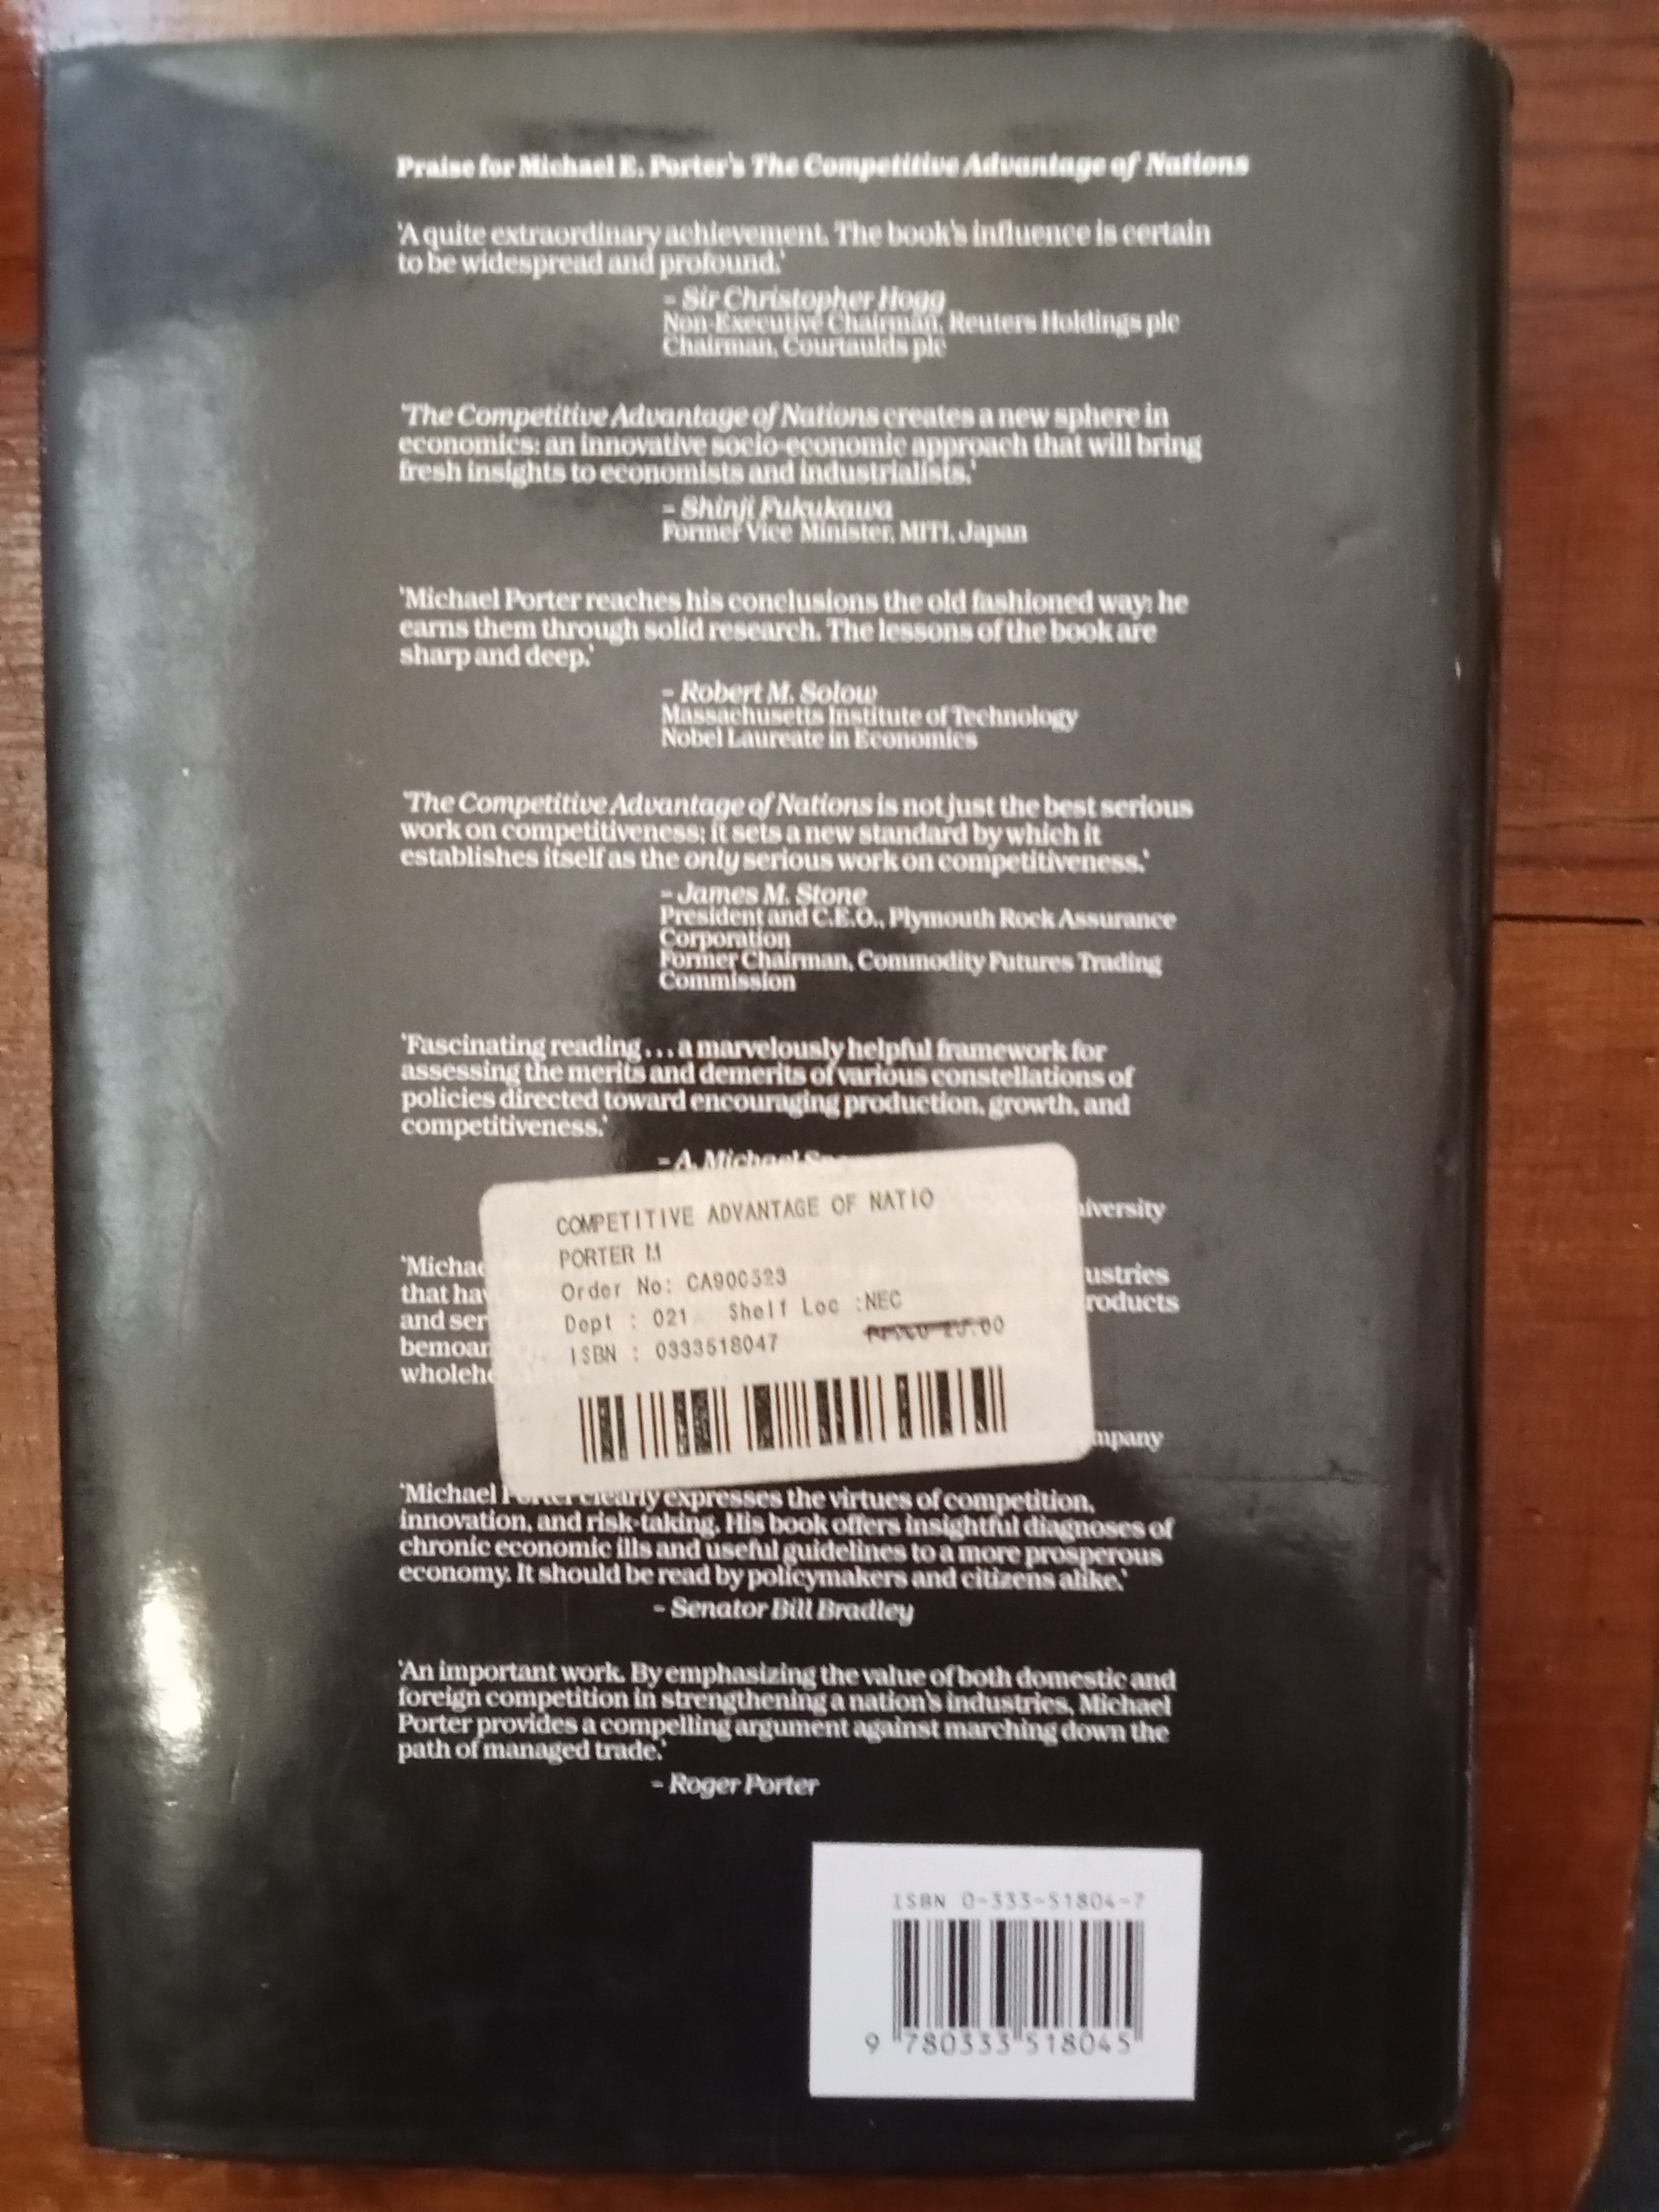 Praise for Michael E. Porter's The Competitive Advantage of Nations
'A quite extraordinary achievement. The book's influence is certain
to be widespread and profound.'
– Sir Christopher Hogg
Non-Executive Chairman, Reuters Holdings plc
Chairman, Courtaulds plc
'The Competitive Advantage of Nations creates a new sphere in
economics: an innovative socio-economic approach that will bring
fresh insights to economists and industrialists.'
– Shinji Fukukawa
Former Vice Minister, MITI, Japan
'Michael Porter reaches his conclusions the old fashioned way: he
earns them through solid research. The lessons of the book are
sharp and deep.'
– Robert M. Solow
Massachusetts Institute of Technology
Nobel Laureate in Economics
'The Competitive Advantage of Nations is not just the best serious
work on competitiveness; it sets a new standard by which it
establishes itself as the only serious work on competitiveness.'
– James M. Stone
President and C.E.O., Plymouth Rock Assurance
Corporation
Former Chairman, Commodity Futures Trading
Commission
'Fascinating reading . . . a marvelously helpful framework for
assessing the merits and demerits of various constellations of
policies directed toward encouraging production, growth, and
competitiveness.'
– A. Michael
COMPETITIVE ADVANTAGE OF NATIO
PORTER M
Order No: CA900523
Dept : 021 Shelf Loc :NEC
ISBN : 0333518047
'Michael Porter clearly expresses the virtues of competition,
innovation, and risk-taking. His book offers insightful diagnoses of
chronic economic ills and useful guidelines to a more prosperous
economy. It should be read by policymakers and citizens alike.'
– Senator Bill Bradley
'An important work. By emphasizing the value of both domestic and
foreign competition in strengthening a nation's industries, Michael
Porter provides a compelling argument against marching down the
path of managed trade.'
– Roger Porter
ISBN 0-333-51804-7
9 780333 518045